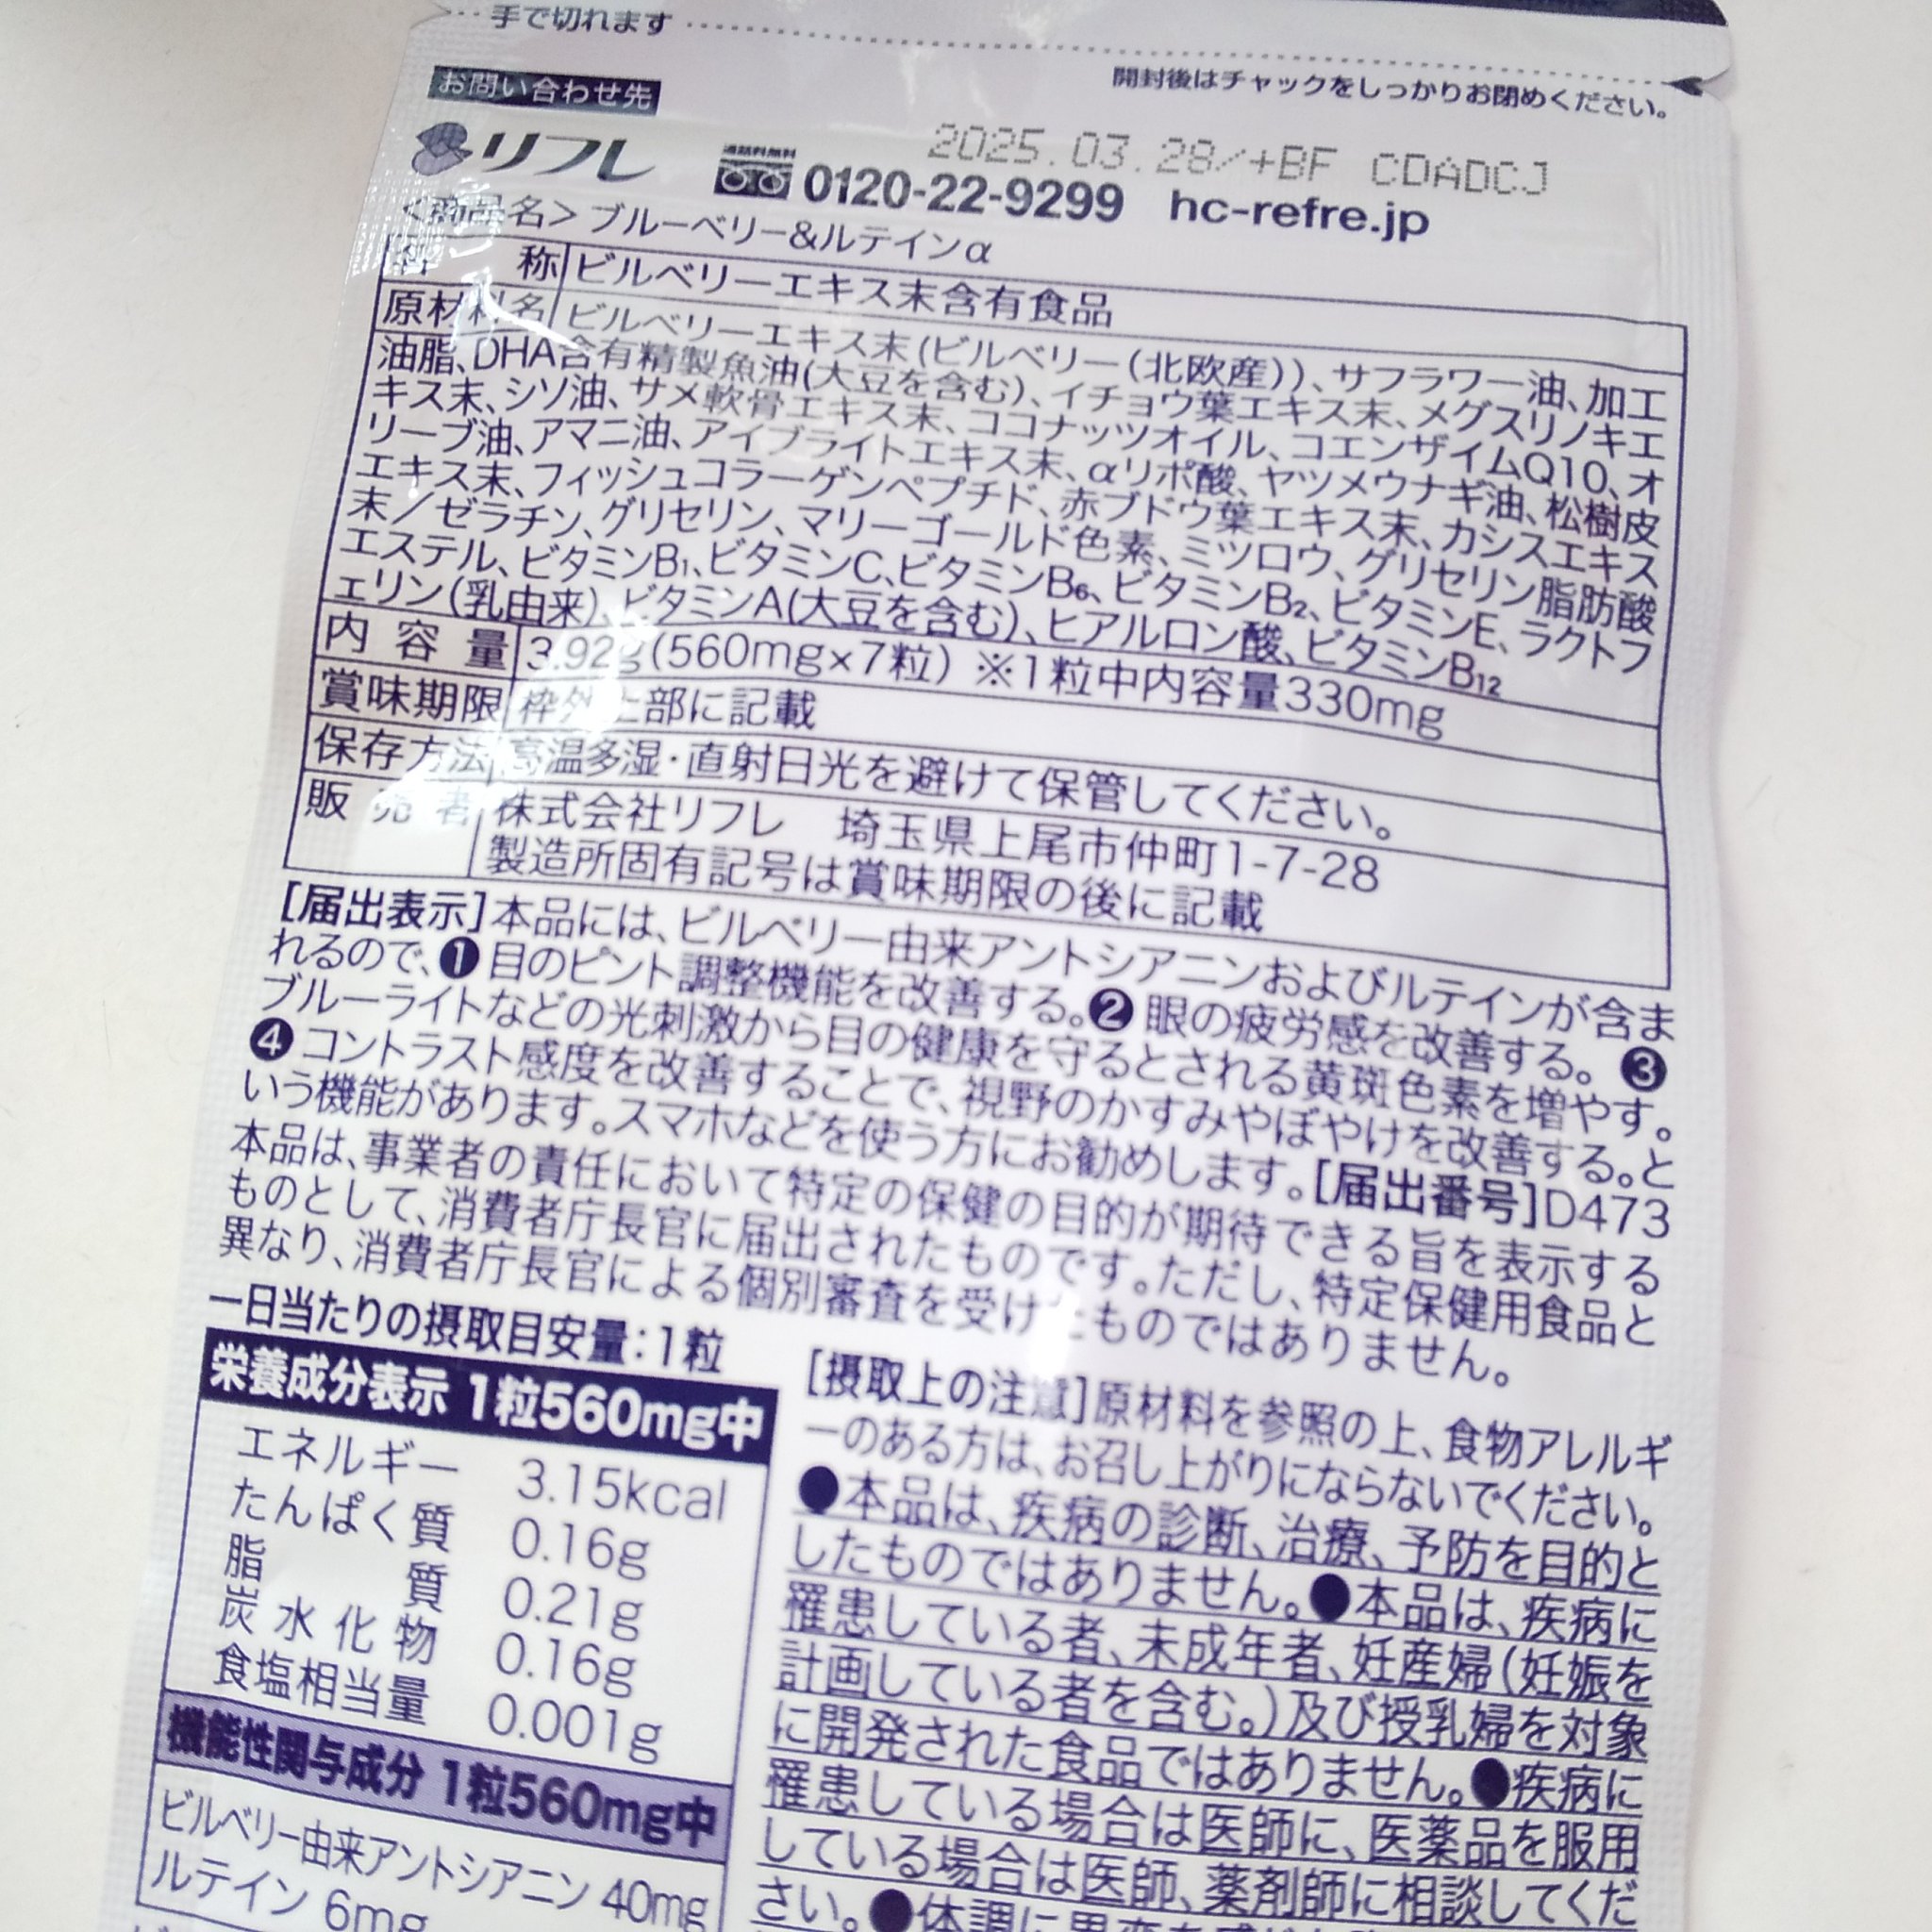 手で切れます
開封後はチャックをしっかりお閉めください。
お問い合わせ先
リフレ 通話料無料 0120-22-9299 hc-refre.jp
2025.03.28/+BF CDADCJ
<商品名>ブルーベリー&ルテインα
名 称 ビルベリーエキス末含有食品
原材料名 ビルベリーエキス末(ビルベリー(北欧産))、サフラワー油、加工
油脂、DHA含有精製魚油(大豆を含む)、イチョウ葉エキス末、メグスリノキエ
キス末、シソ油、サメ軟骨エキス末、ココナッツオイル、コエンザイムQ10、オ
リーブ油、アマニ油、アイブライトエキス末、αリポ酸、ヤツメウナギ油、松樹皮
エキス末、フィッシュコラーゲンペプチド、赤ブドウ葉エキス末、カシスエキス
末/ゼラチン、グリセリン、マリーゴールド色素、ミツロウ、グリセリン脂肪酸
エステル、ビタミンB₁、ビタミンC、ビタミンB₆、ビタミンB₂、ビタミンE、ラクトフ
ェリン(乳由来)、ビタミンA(大豆を含む)、ヒアルロン酸、ビタミンB₁₂
内容量 3.92g(560mg×7粒) ※1粒中内容量330mg
賞味期限 枠外上部に記載
保存方法 高温多湿・直射日光を避けて保管してください。
販売者 株式会社リフレ 埼玉県上尾市仲町1-7-28
製造所固有記号は賞味期限の後に記載
[届出表示]本品には、ビルベリー由来アントシアニンおよびルテインが含ま
れるので、❶目のピント調整機能を改善する。❷眼の疲労感を改善する。❸
ブルーライトなどの光刺激から目の健康を守るとされる黄斑色素を増やす。
❹コントラスト感度を改善することで、視野のかすみやぼやけを改善する。と
いう機能があります。スマホなどを使う方にお勧めします。[届出番号]D473
本品は、事業者の責任において特定の保健の目的が期待できる旨を表示する
ものとして、消費者庁長官に届出されたものです。ただし、特定保健用食品と
異なり、消費者庁長官による個別審査を受けたものではありません。
一日当たりの摂取目安量:1粒
栄養成分表示 1粒560mg中
エネルギー 3.15kcal
たんぱく質 0.16g
脂質 0.21g
炭水化物 0.16g
食塩相当量 0.001g
機能性関与成分 1粒560mg中
ビルベリー由来アントシアニン 40mg
ルテイン 6mg
[摂取上の注意]原材料を参照の上、食物アレルギ
ーのある方は、お召し上がりにならないでください。
●本品は、疾病の診断、治療、予防を目的と
したものではありません。●本品は、疾病に
罹患している者、未成年者、妊産婦(妊娠を
計画している者を含む。)及び授乳婦を対象
に開発された食品ではありません。●疾病に
罹患している場合は医師に、医薬品を服用
している場合は医師、薬剤師に相談してくだ
さい。●体調に